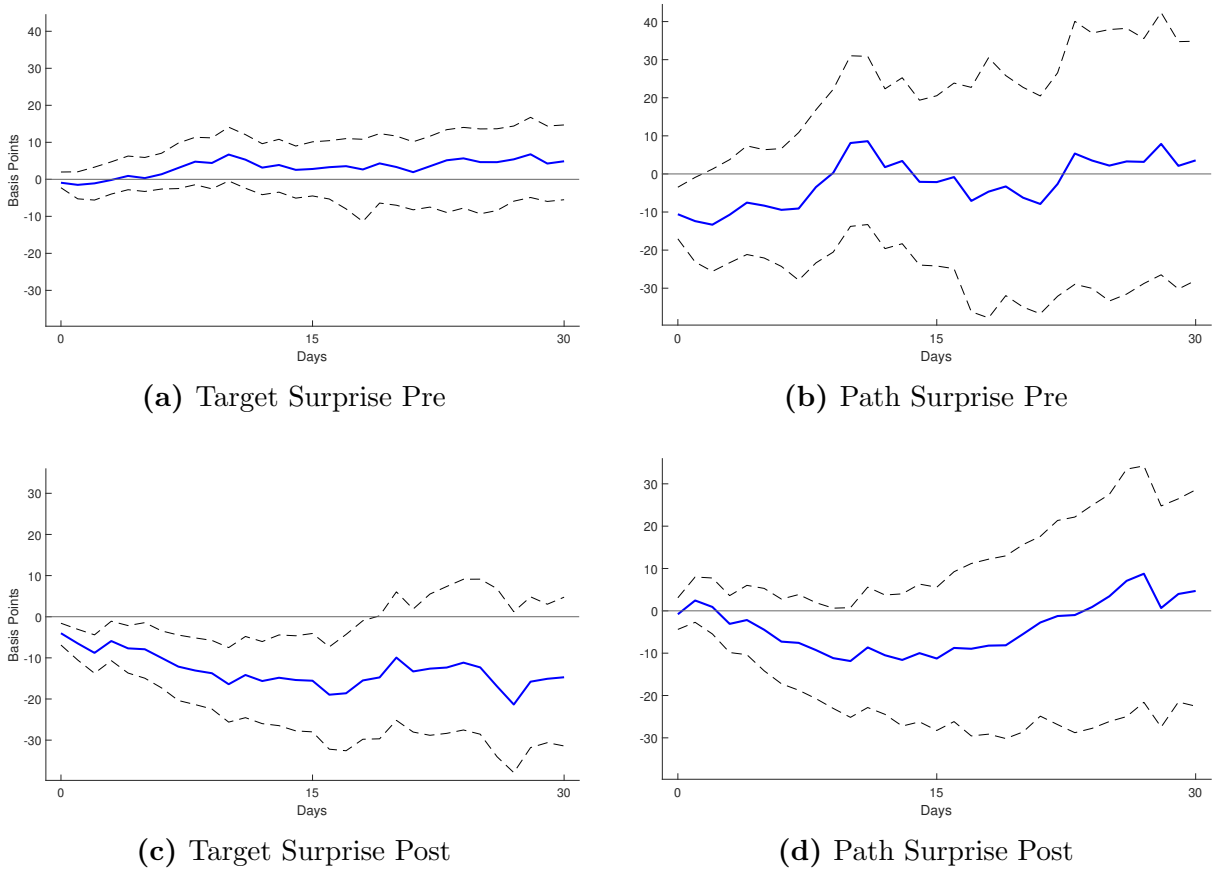 40
30
20
10
0
-10
-20
-30
Basis Points
0 15 30
Days
(a) Target Surprise Pre
40
30
20
10
0
-10
-20
-30
0 15 30
Days
(b) Path Surprise Pre
30
20
10
0
-10
-20
-30
Basis Points
0 15 30
Days
(c) Target Surprise Post
30
20
10
0
-10
-20
-30
0 15 30
Days
(d) Path Surprise Post